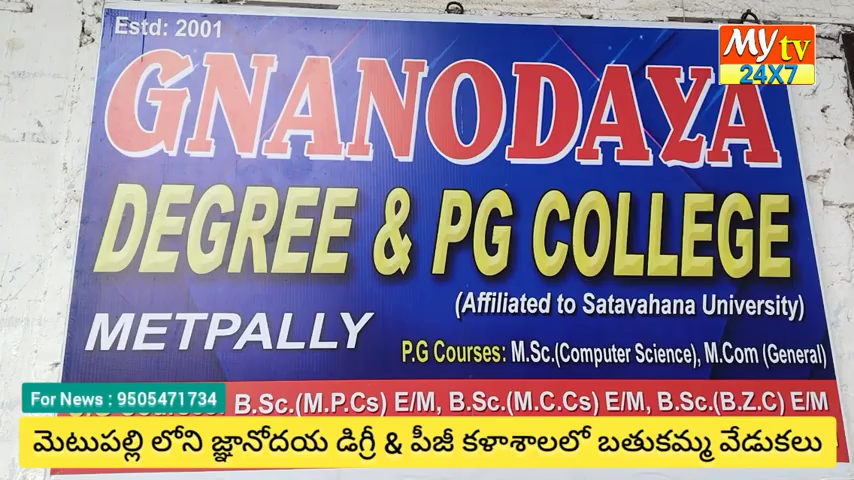 Estd: 2001
My tv
24X7
GNANODAYA
DEGREE & PG COLLEGE
(Affiliated to Satavahana University)
METPALLY
P.G Courses: M.Sc.(Computer Science), M.Com (General)
For News : 9505471734
B.Sc.(M.P.Cs) E/M, B.Sc.(M.C.Cs) E/M, B.Sc.(B.Z.C) E/M
మెటుపల్లి లోని జ్ఞానోదయ డిగ్రీ & పీజీ కళాశాలలో బతుకమ్మ వేడుకలు